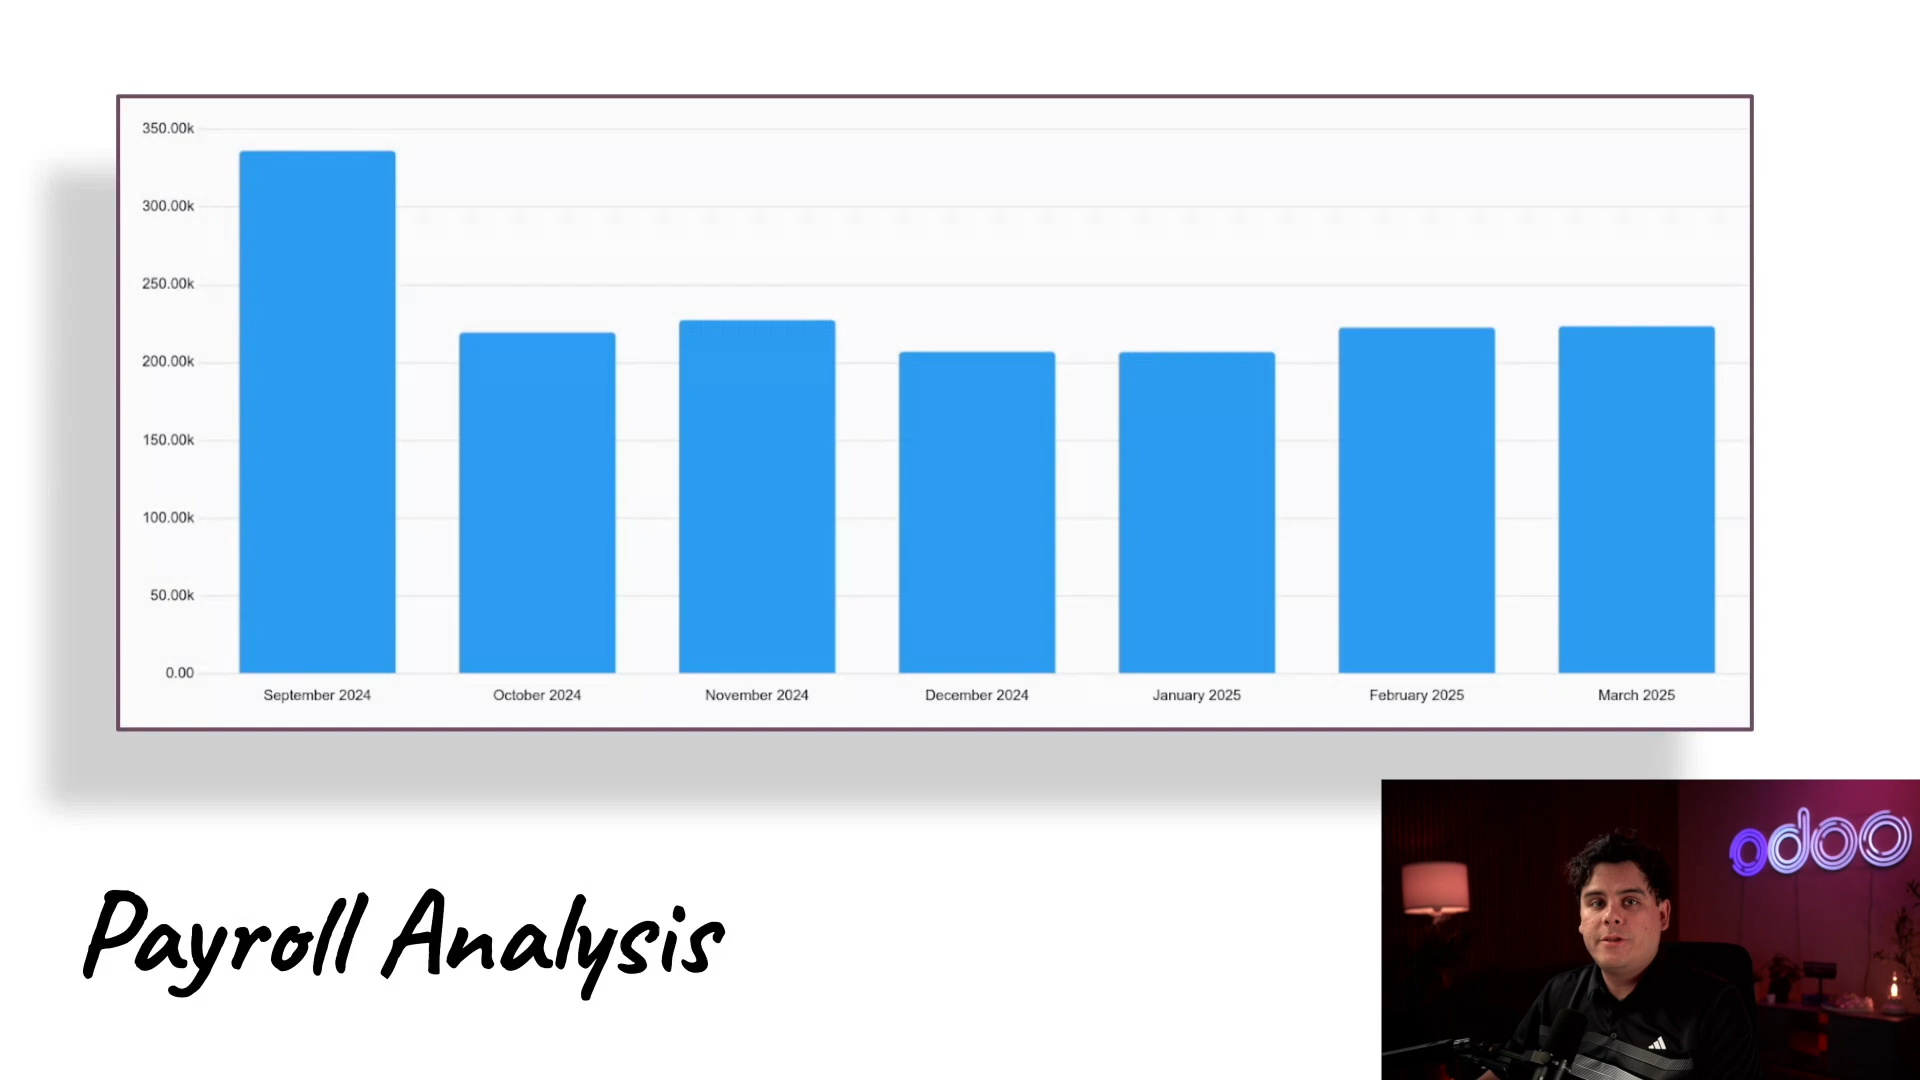 350.00k
300.00k
250.00k
200.00k
150.00k
100.00k
50.00k
0.00
September 2024 October 2024 November 2024 December 2024 January 2025 February 2025 March 2025
odoo
Payroll Analysis